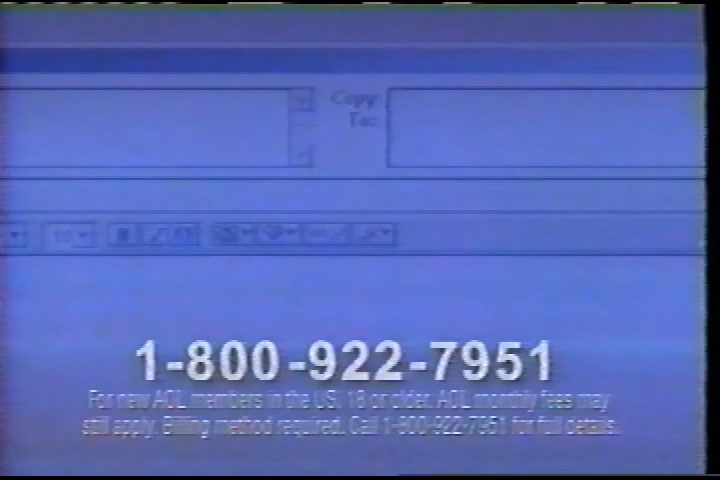 Copy
To:
10
B I U
1-800-922-7951
For new AOL members in the US, 18 or older. AOL monthly fees may
still apply. Billing method required. Call 1-800-922-7951 for full details.